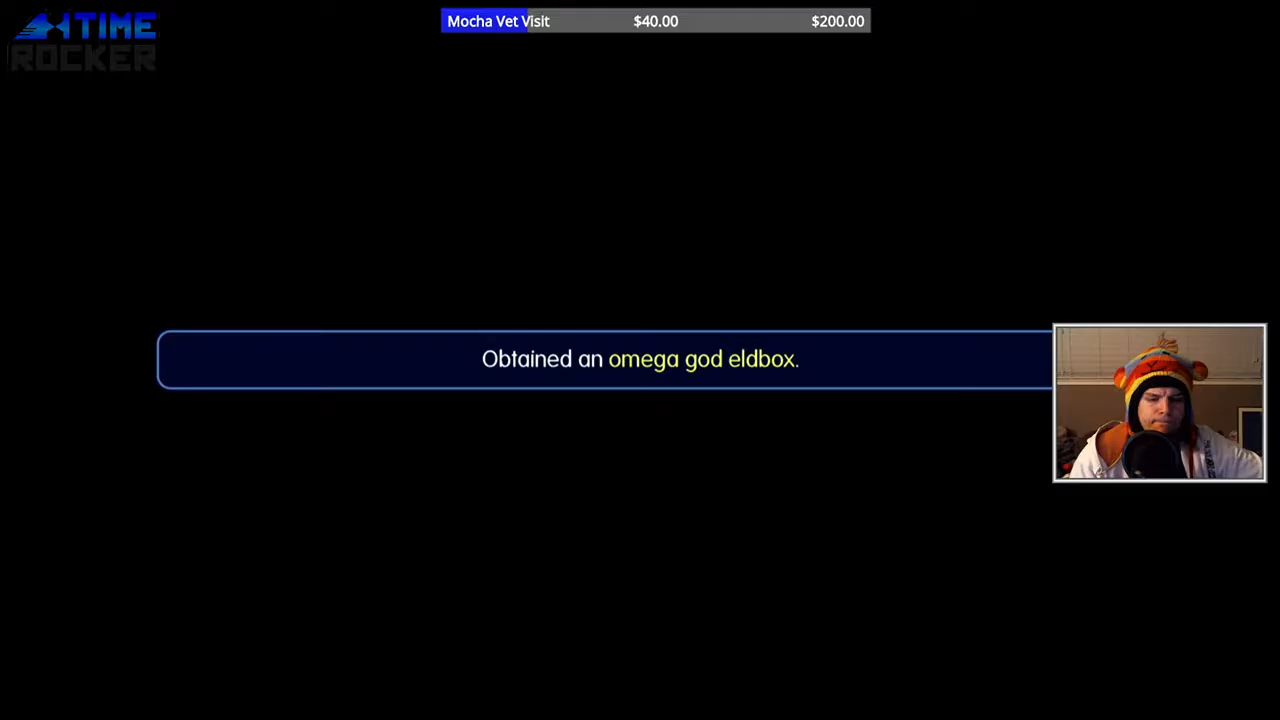 TIME
ROCKER
Mocha Vet Visit $40.00 $200.00
Obtained an omega god eldbox.